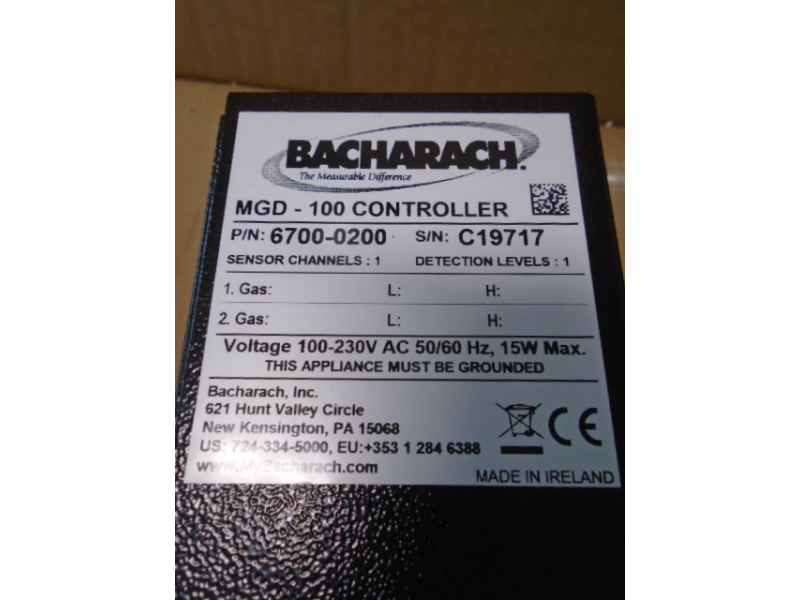 BACHARACH.
The Measurable Difference
MGD - 100 CONTROLLER
P/N: 6700-0200 S/N: C19717
SENSOR CHANNELS : 1 DETECTION LEVELS : 1
1. Gas: L: H:
2. Gas: L: H:
Voltage 100-230V AC 50/60 Hz, 15W Max.
THIS APPLIANCE MUST BE GROUNDED
Bacharach, Inc.
621 Hunt Valley Circle
New Kensington, PA 15068
US: 724-334-5000, EU:+353 1 284 6388
www.MyBacharach.com
CE
MADE IN IRELAND